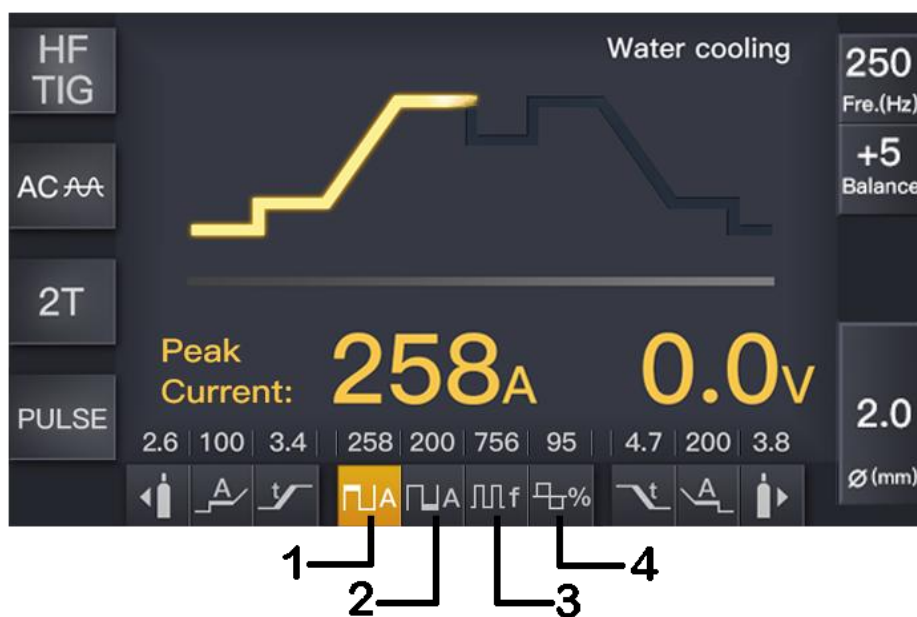 HF
TIG
Water cooling
250
Fre.(Hz)
+5
Balance
AC
2T
Peak
Current:
258A
0.0V
PULSE
2.6 100 3.4 258 200 756 95 4.7 200 3.8
2.0
ø(mm)
A t A A f % t A
1
2
3
4